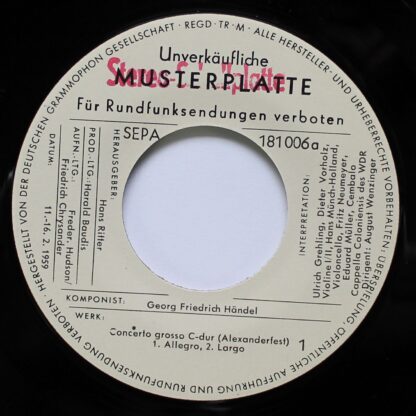 HERGESTELLT VON DER DEUTSCHEN GRAMMOPHON GESELLSCHAFT · REGD·TR·M · ALLE HERSTELLER- UND URHEBERRECHTE VORBEHALTEN: ÜBERSPIELUNG, ÖFFENTLICHE AUFFÜHRUNG UND RUNDFUNKSENDUNG VERBOTEN ·
Unverkäufliche
MUSTERPLATTE
Für Rundfunksendungen verboten
SEPA
181006a
HERAUSGEBER:
Hans Ritter
PROD.-LTG.: Harald Baudis
AUFN.-LTG.:
Freder Hudson/
Friedrich Chrysander
DATUM:
11.-16. 2. 1959
INTERPRETATION:
Ulrich Grehling, Dieter Vorholz,
Violine I/II, Hans Münch-Holland,
Violoncello, Fritz Neumeyer,
Eduard Müller, Cembalo
Cappella Coloniensis des WDR
Dirigent: August Wenzinger
KOMPONIST:
Georg Friedrich Händel
WERK:
Concerto grosso C-dur (Alexanderfest)
1. Allegro, 2. Largo
1